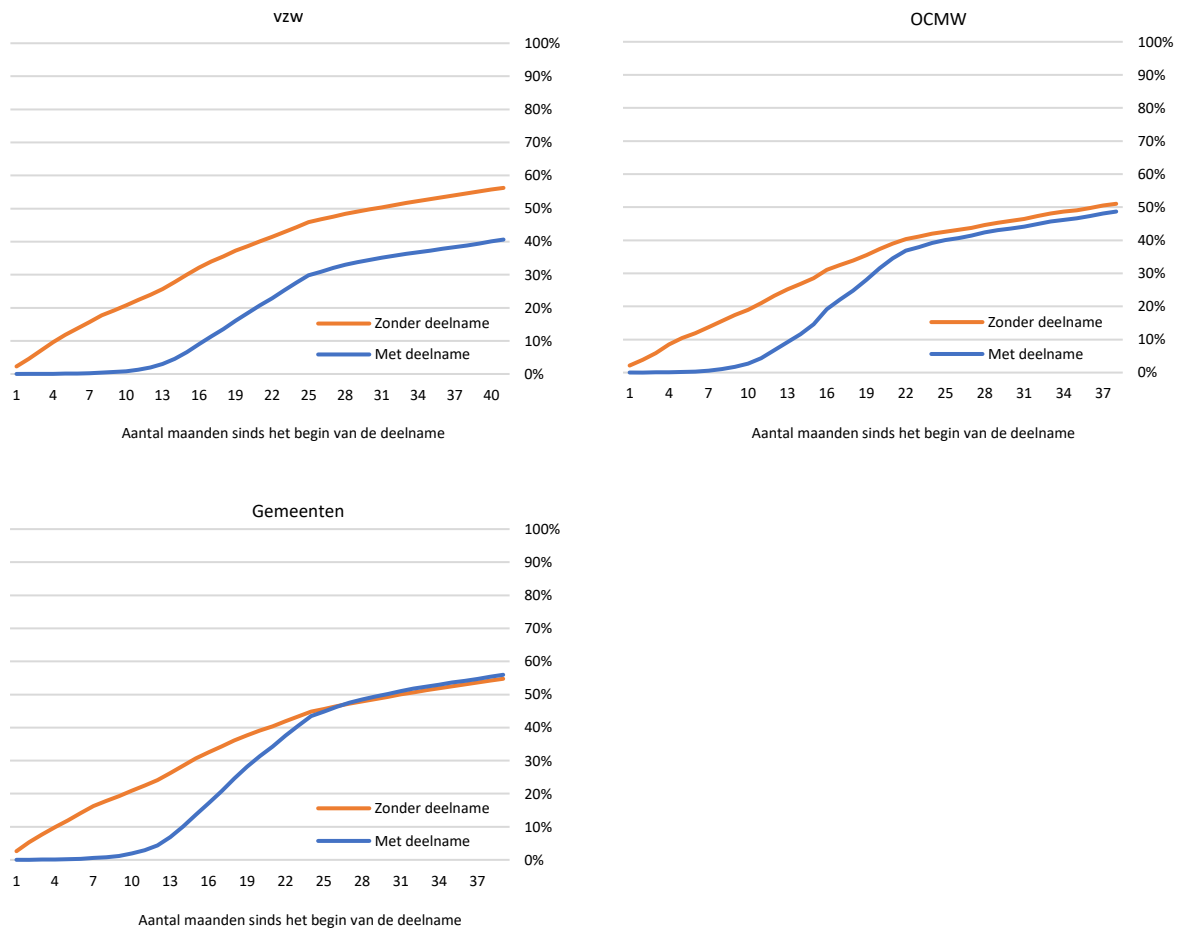 vzw
100%
90%
80%
70%
60%
50%
40%
30%
20%
10%
0%
Zonder deelname
Met deelname
1 4 7 10 13 16 19 22 25 28 31 34 37 40
Aantal maanden sinds het begin van de deelname
OCMW
100%
90%
80%
70%
60%
50%
40%
30%
20%
10%
0%
Zonder deelname
Met deelname
1 4 7 10 13 16 19 22 25 28 31 34 37
Aantal maanden sinds het begin van de deelname
Gemeenten
100%
90%
80%
70%
60%
50%
40%
30%
20%
10%
0%
Zonder deelname
Met deelname
1 4 7 10 13 16 19 22 25 28 31 34 37
Aantal maanden sinds het begin van de deelname